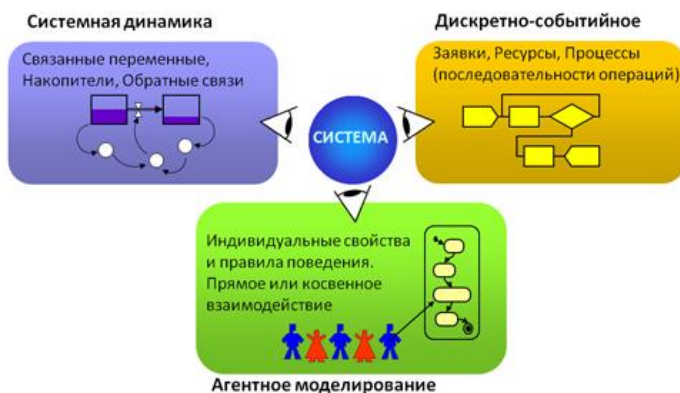 Системная динамика
Связанные переменные,
Накопители, Обратные связи
Дискретно-событийное
Заявки, Ресурсы, Процессы
(последовательности операций)
СИСТЕМА
Индивидуальные свойства
и правила поведения.
Прямое или косвенное
взаимодействие
Агентное моделирование